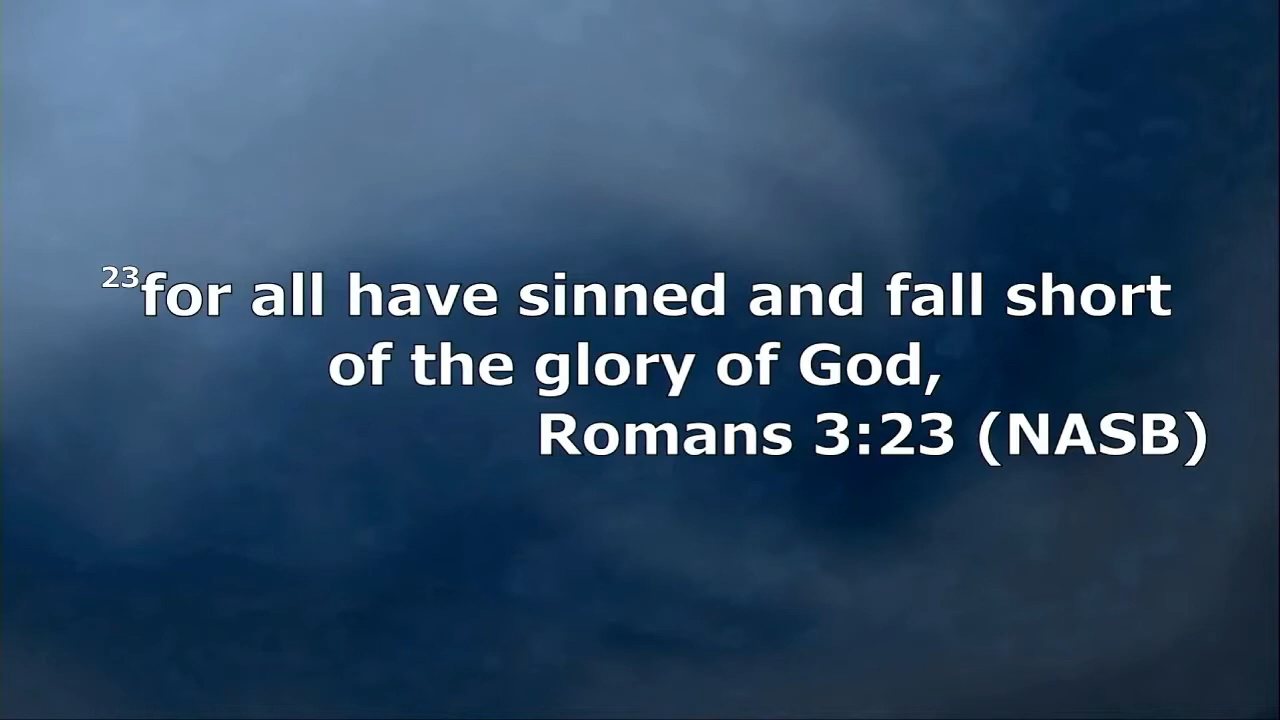 23for all have sinned and fall short
of the glory of God,
Romans 3:23 (NASB)